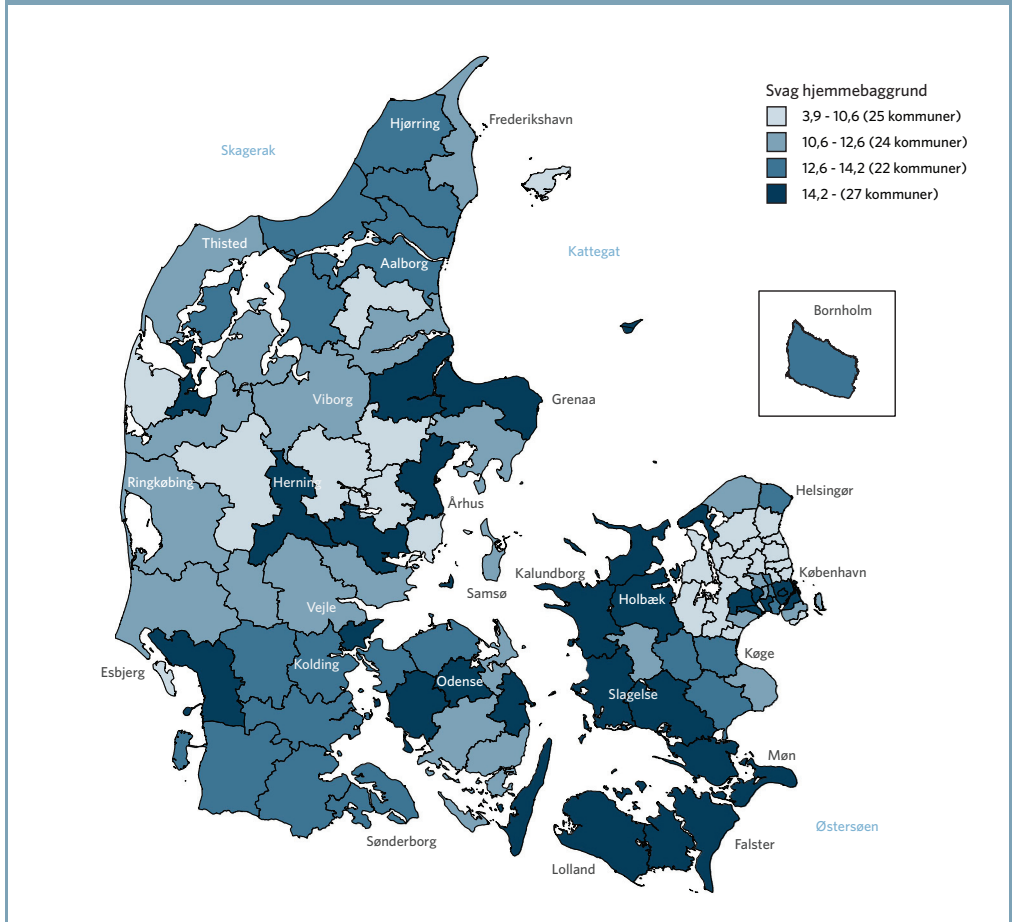 Svag hjemmebaggrund
3,9 - 10,6 (25 kommuner)
10,6 - 12,6 (24 kommuner)
12,6 - 14,2 (22 kommuner)
14,2 - (27 kommuner)
Hjørring
Frederikshavn
Skagerak
Thisted
Kattegat
Aalborg
Bornholm
Viborg
Grenaa
Ringkøbing
Herning
Århus
Helsingør
Kalundborg
København
Samsø
Holbæk
Vejle
Esbjerg
Kolding
Køge
Odense
Slagelse
Møn
Østersøen
Sønderborg
Falster
Lolland